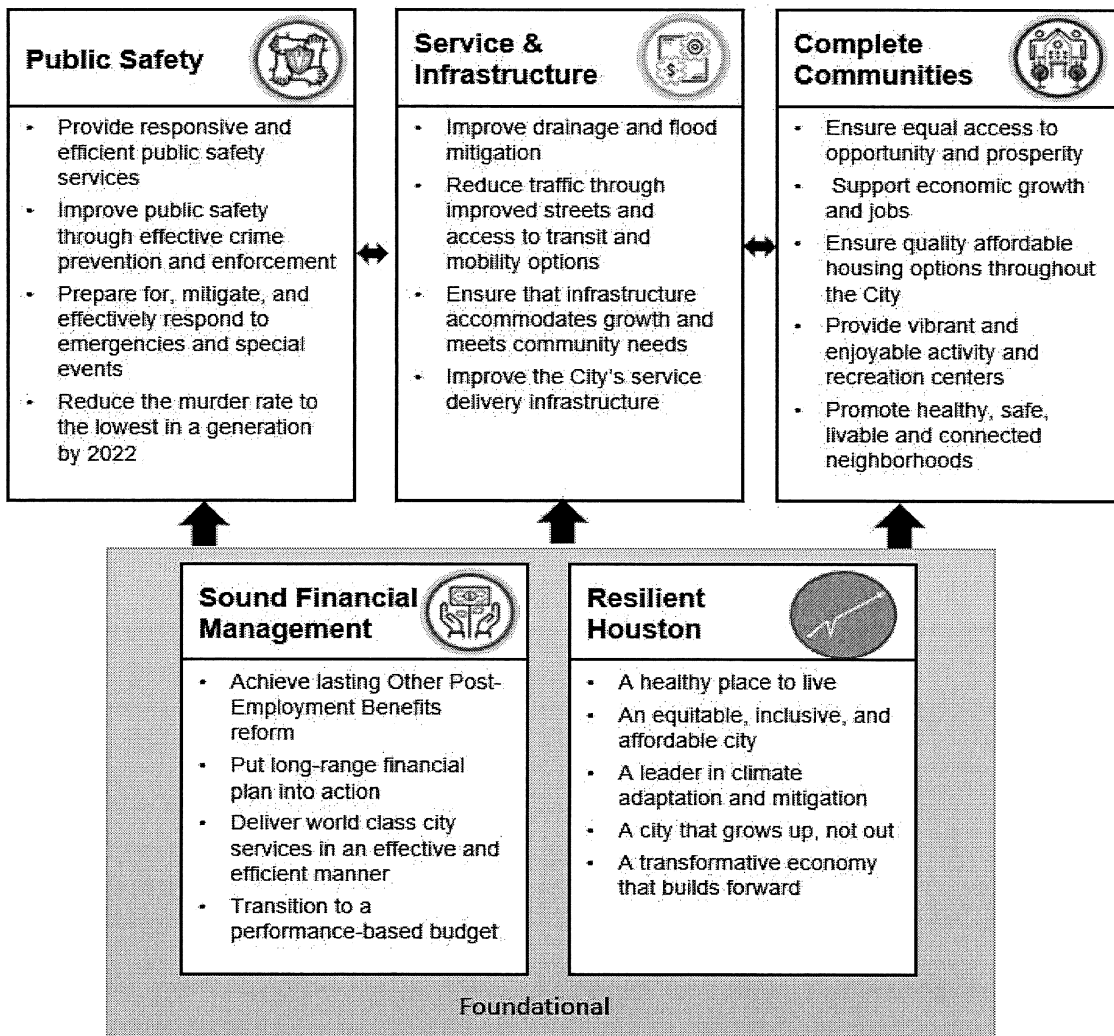 Public Safety
• Provide responsive and
efficient public safety
services
• Improve public safety
through effective crime
prevention and enforcement
• Prepare for, mitigate, and
effectively respond to
emergencies and special
events
• Reduce the murder rate to
the lowest in a generation
by 2022
Service &
Infrastructure
$
• Improve drainage and flood
mitigation
• Reduce traffic through
improved streets and
access to transit and
mobility options
• Ensure that infrastructure
accommodates growth and
meets community needs
• Improve the City's service
delivery infrastructure
Complete
Communities
• Ensure equal access to
opportunity and prosperity
• Support economic growth
and jobs
• Ensure quality affordable
housing options throughout
the City
• Provide vibrant and
enjoyable activity and
recreation centers
• Promote healthy, safe,
livable and connected
neighborhoods
Sound Financial
Management
• Achieve lasting Other Post-
Employment Benefits
reform
• Put long-range financial
plan into action
• Deliver world class city
services in an effective and
efficient manner
• Transition to a
performance-based budget
Resilient
Houston
• A healthy place to live
• An equitable, inclusive, and
affordable city
• A leader in climate
adaptation and mitigation
• A city that grows up, not out
• A transformative economy
that builds forward
Foundational